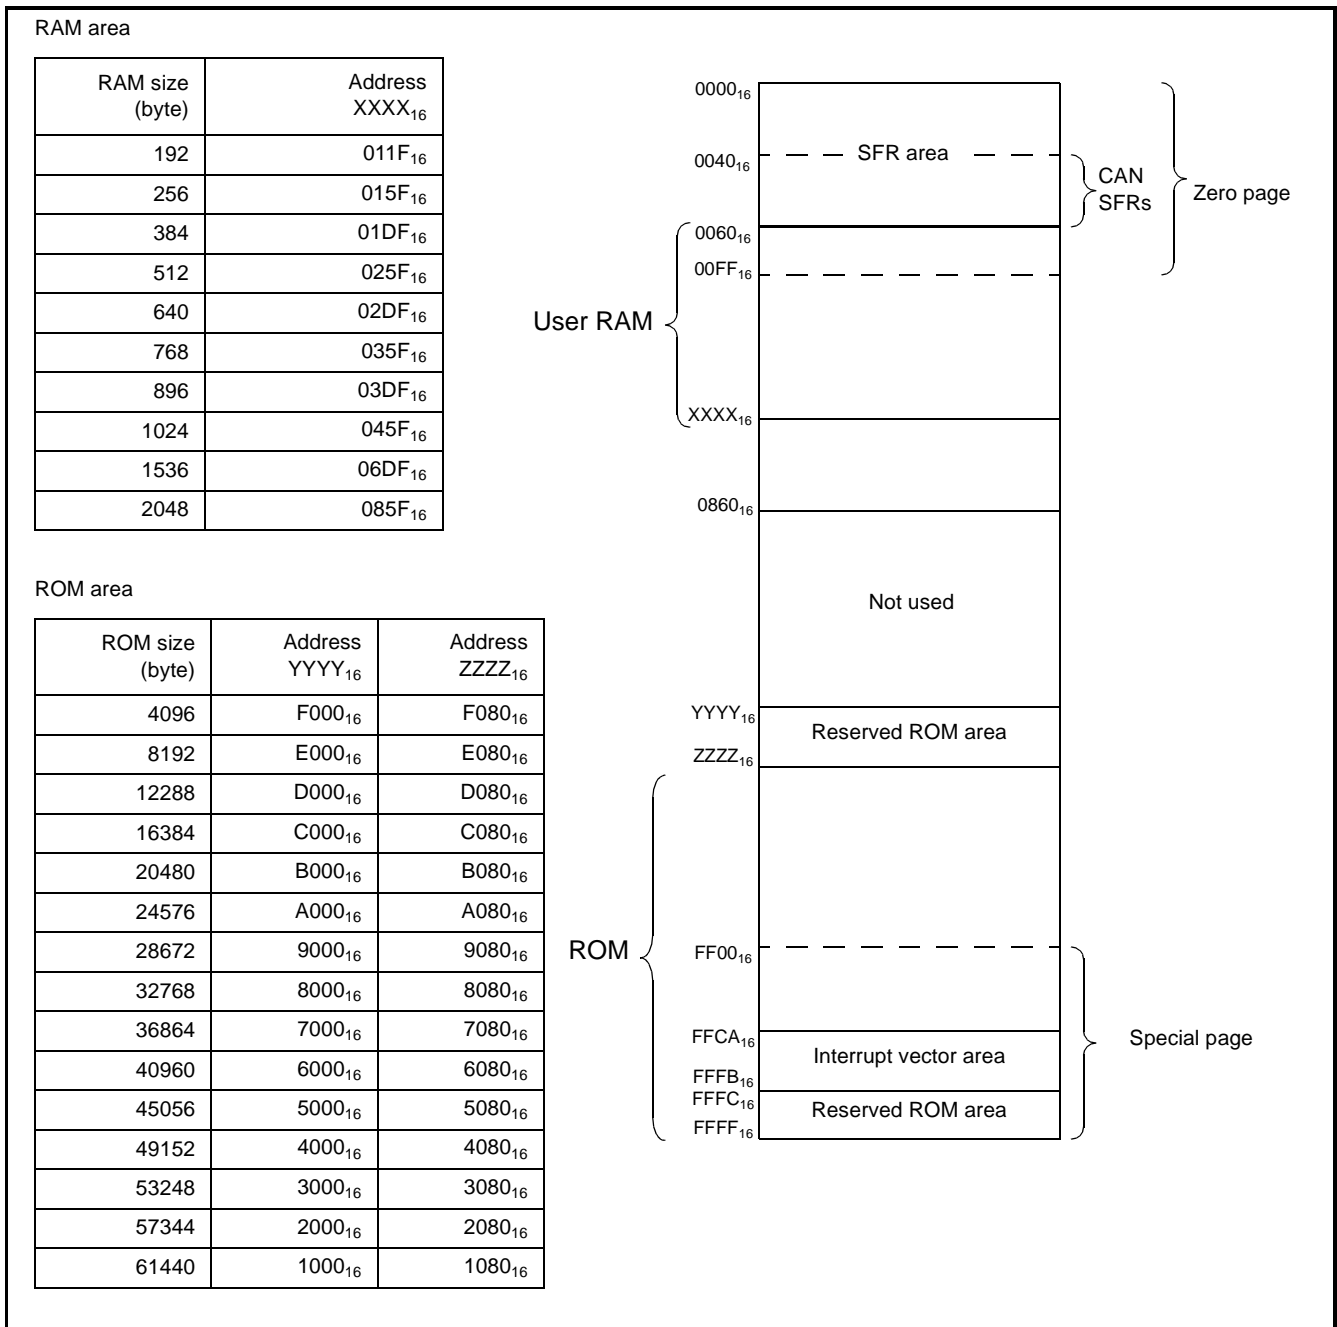 RAM area
RAM size (byte) Address XXXX₁₆
192 011F₁₆
256 015F₁₆
384 01DF₁₆
512 025F₁₆
640 02DF₁₆
768 035F₁₆
896 03DF₁₆
1024 045F₁₆
1536 06DF₁₆
2048 085F₁₆
ROM area
ROM size (byte) Address YYYY₁₆ Address ZZZZ₁₆
4096 F000₁₆ F080₁₆
8192 E000₁₆ E080₁₆
12288 D000₁₆ D080₁₆
16384 C000₁₆ C080₁₆
20480 B000₁₆ B080₁₆
24576 A000₁₆ A080₁₆
28672 9000₁₆ 9080₁₆
32768 8000₁₆ 8080₁₆
36864 7000₁₆ 7080₁₆
40960 6000₁₆ 6080₁₆
45056 5000₁₆ 5080₁₆
49152 4000₁₆ 4080₁₆
53248 3000₁₆ 3080₁₆
57344 2000₁₆ 2080₁₆
61440 1000₁₆ 1080₁₆
0000₁₆
0040₁₆ SFR area
CAN
SFRs
Zero page
0060₁₆
00FF₁₆
User RAM
XXXX₁₆
0860₁₆
Not used
YYYY₁₆
Reserved ROM area
ZZZZ₁₆
ROM
FF00₁₆
FFCA₁₆
Special page
Interrupt vector area
FFFB₁₆
FFFC₁₆
Reserved ROM area
FFFF₁₆